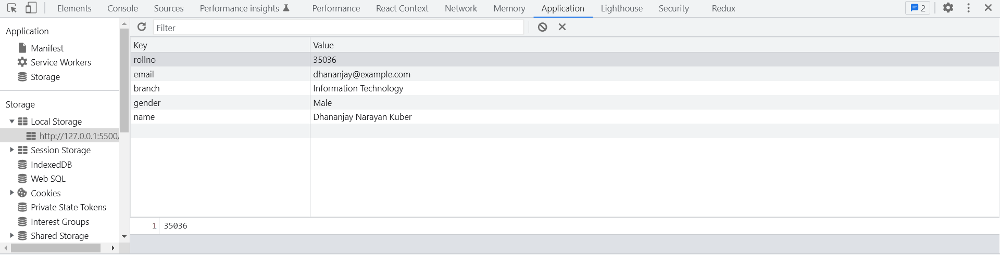 Elements Console Sources Performance insights Performance React Context Network Memory Application Lighthouse Security Redux 2
Application
Manifest
Service Workers
Storage
Storage
Local Storage
http://127.0.0.1:5500/
Session Storage
IndexedDB
Web SQL
Cookies
Private State Tokens
Interest Groups
Shared Storage
Filter
Key Value
rollno 35036
email dhananjay@example.com
branch Information Technology
gender Male
name Dhananjay Narayan Kuber
1 35036